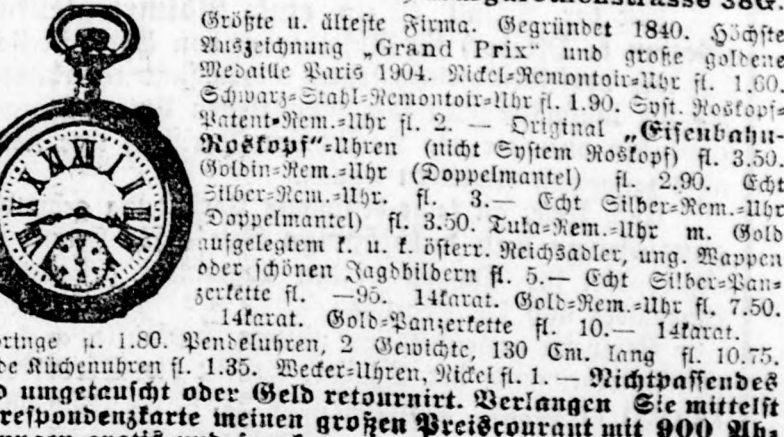 strasse 38G.
Größte u. älteste Firma. Gegründet 1840. Höchste
Auszeichnung „Grand Prix“ und große goldene
Medaille Paris 1904. Nickel-Remontoir-Uhr fl. 1.60.
Schwarz-Stahl-Remontoir-Uhr fl. 1.90. Syst. Roskopf-
Patent-Rem.-Uhr fl. 2. — Original „Eisenbahn-
Roskopf“-Uhren (nicht System Roskopf) fl. 3.50.
Goldin-Rem.-Uhr (Doppelmantel) fl. 2.90. Echt
Silber-Rem.-Uhr. fl. 3.— Echt Silber-Rem.-Uhr
Doppelmantel) fl. 3.50. Tula-Rem.-Uhr m. Gold
aufgelegtem k. u. k. österr. Reichsadler, ung. Wappen
oder schönen Jagdbildern fl. 5.— Echt Silber-Pan-
zerkette fl. —95. 14karat. Gold-Rem.-Uhr fl. 7.50.
14karat. Gold-Panzerkette fl. 10.— 14karat.
ringe fl. 1.80. Pendeluhren, 2 Gewichte, 130 Cm. lang fl. 10.75.
de Küchenuhren fl. 1.35. Wecker-Uhren, Nickel fl. 1. — Nichtpassendes
umgetauscht oder Geld retournirt. Verlangen Sie mittelst
respondenzkarte meinen großen Preiscourant mit 900 Ab-
gratis